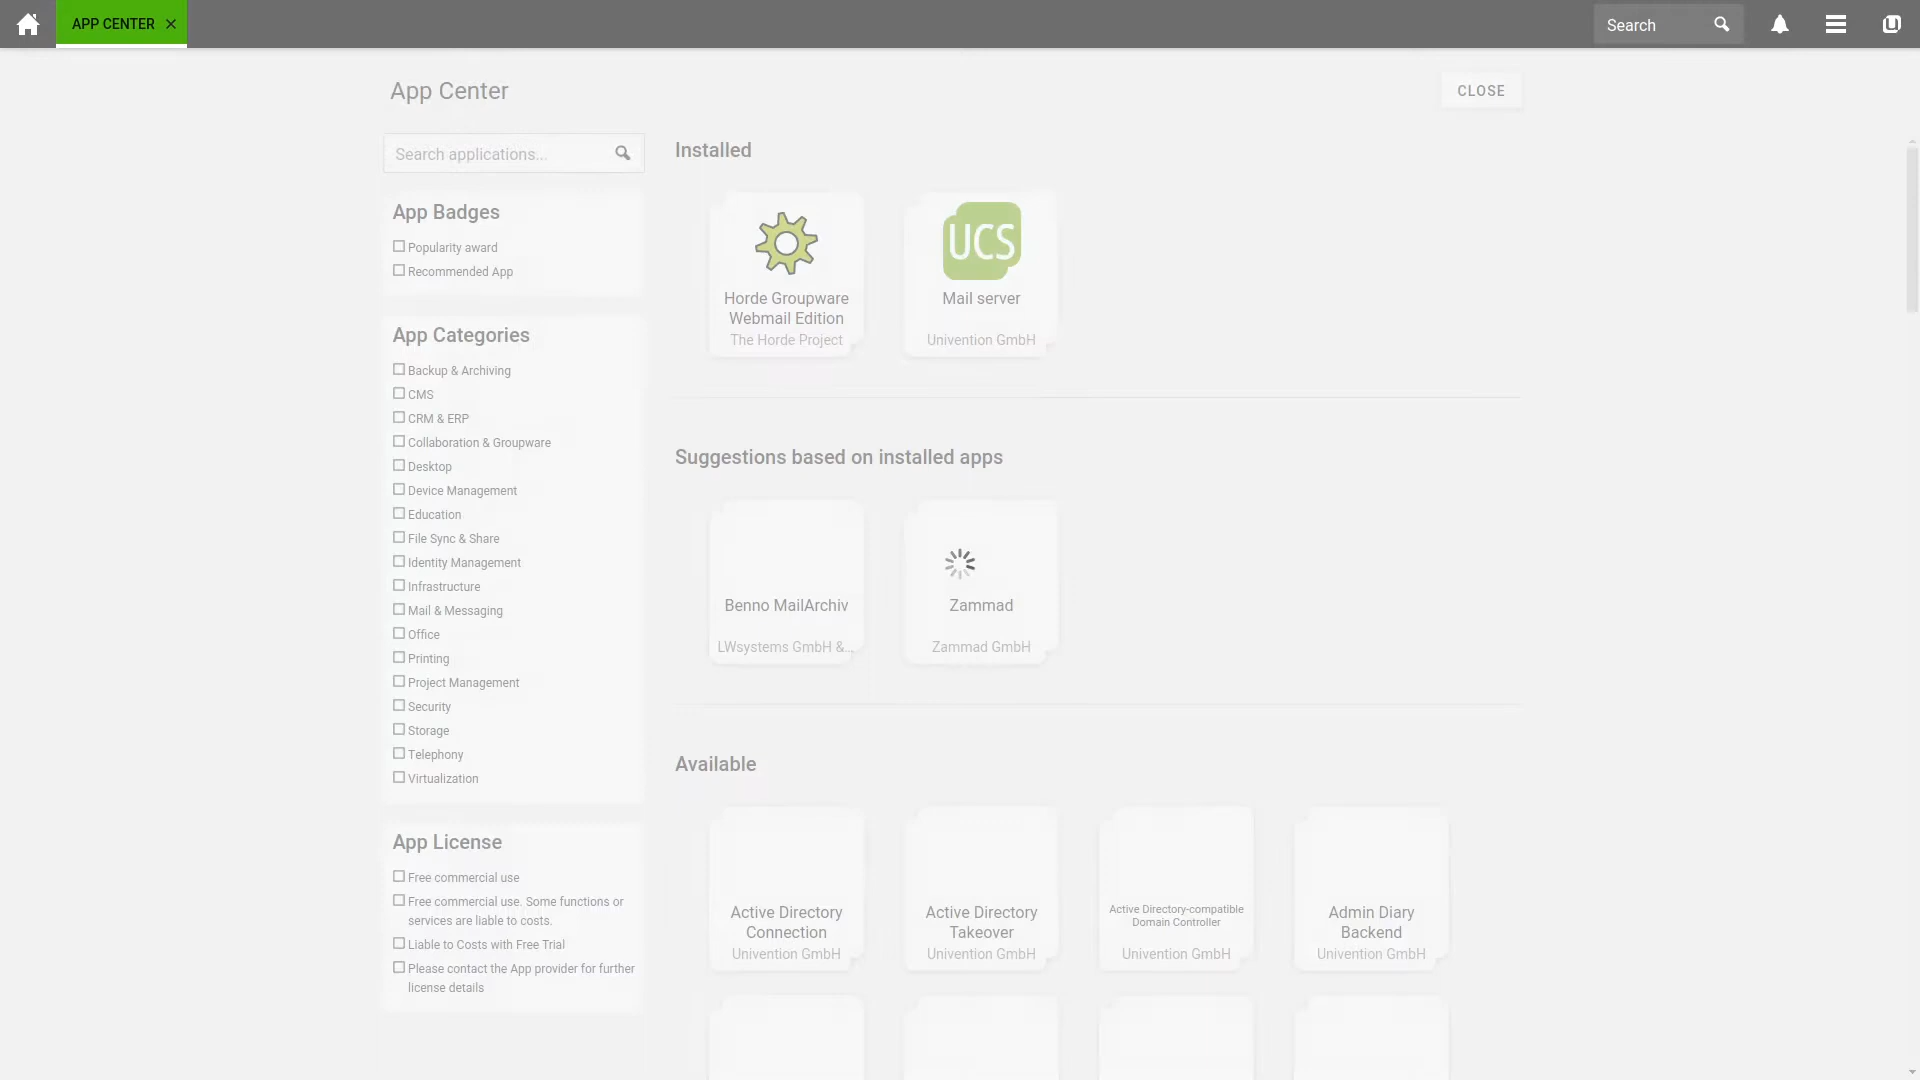 APP CENTER
Search
App Center
CLOSE
Search applications...
App Badges
Popularity award
Recommended App
App Categories
Backup & Archiving
CMS
CRM & ERP
Collaboration & Groupware
Desktop
Device Management
Education
File Sync & Share
Identity Management
Infrastructure
Mail & Messaging
Office
Printing
Project Management
Security
Storage
Telephony
Virtualization
App License
Free commercial use
Free commercial use. Some functions or
services are liable to costs.
Liable to Costs with Free Trial
Please contact the App provider for further
license details
Installed
Horde Groupware
Webmail Edition
The Horde Project
UCS
Mail server
Univention GmbH
Suggestions based on installed apps
Benno MailArchiv
LWsystems GmbH &...
Zammad
Zammad GmbH
Available
Active Directory
Connection
Univention GmbH
Active Directory
Takeover
Univention GmbH
Active Directory-compatible
Domain Controller
Univention GmbH
Admin Diary
Backend
Univention GmbH